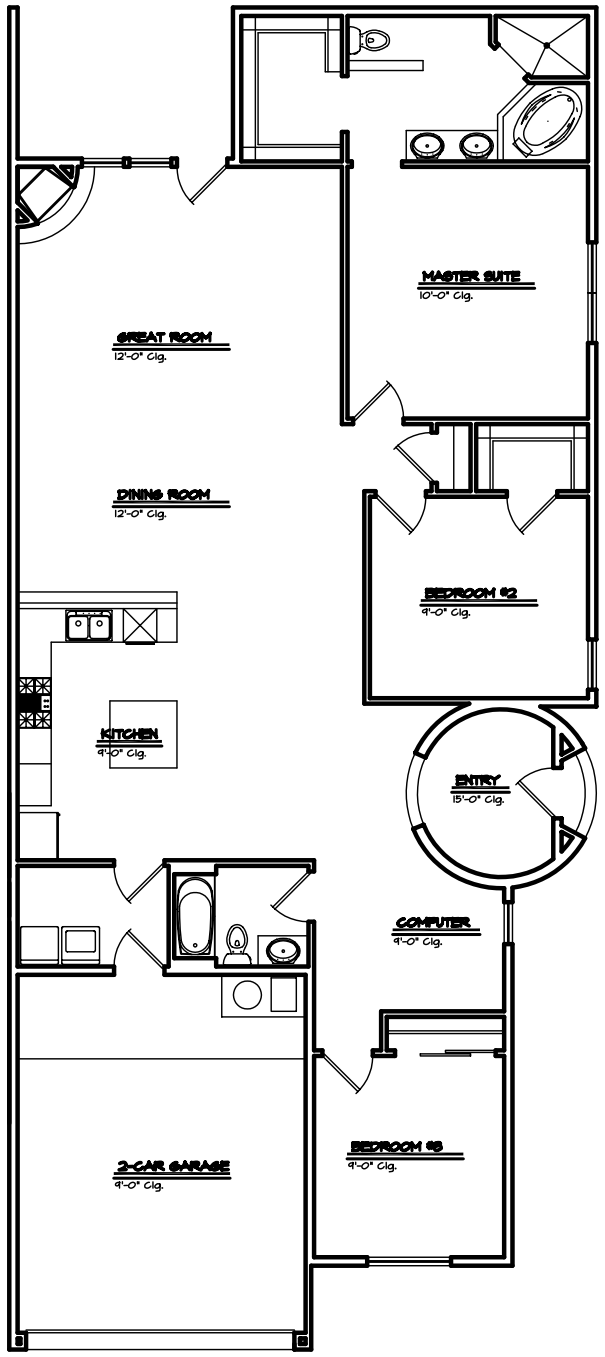 MASTER SUITE
10'-0" Clg.
GREAT ROOM
12'-0" Clg.
DINING ROOM
12'-0" Clg.
BEDROOM #2
9'-0" Clg.
KITCHEN
9'-0" Clg.
ENTRY
15'-0" Clg.
COMPUTER
9'-0" Clg.
BEDROOM #3
9'-0" Clg.
2-CAR GARAGE
9'-0" Clg.